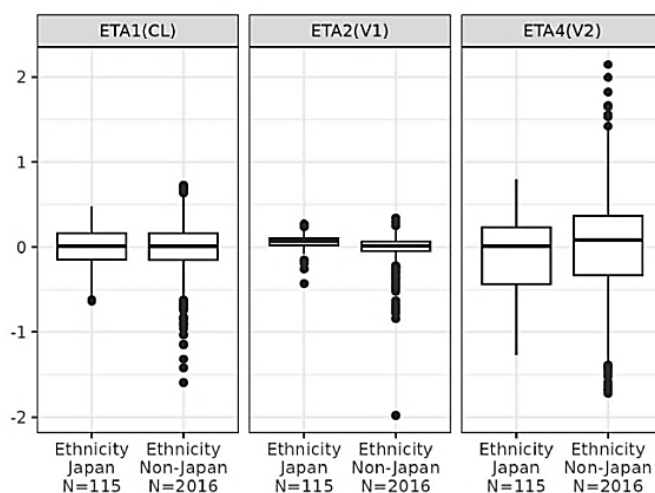 ETA1(CL) ETA2(V1) ETA4(V2)
2
1
0
-1
-2
Ethnicity Ethnicity Ethnicity Ethnicity Ethnicity Ethnicity
Japan Non-Japan Japan Non-Japan Japan Non-Japan
N=115 N=2016 N=115 N=2016 N=115 N=2016